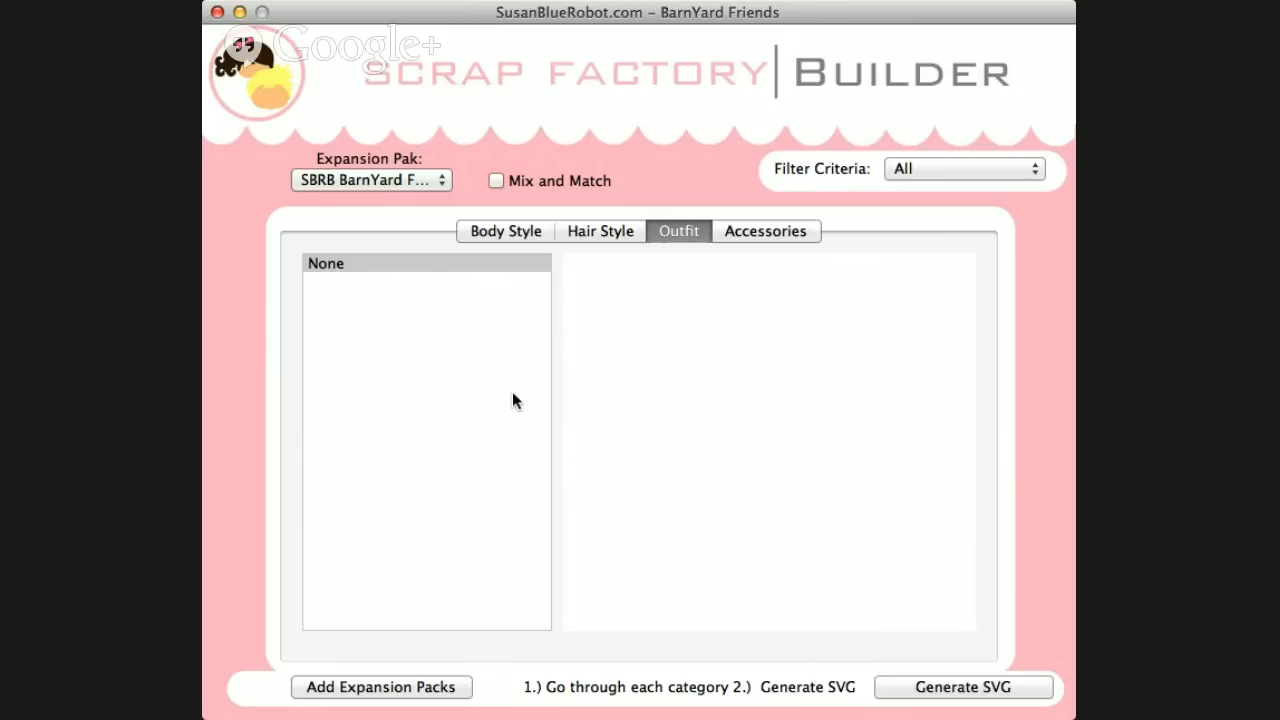 SusanBlueRobot.com – BarnYard Friends
Google+
SCRAP FACTORY | BUILDER
Expansion Pak:
SBRB BarnYard F...
Mix and Match
Filter Criteria: All
Body Style Hair Style Outfit Accessories
None
Add Expansion Packs 1.) Go through each category 2.) Generate SVG Generate SVG